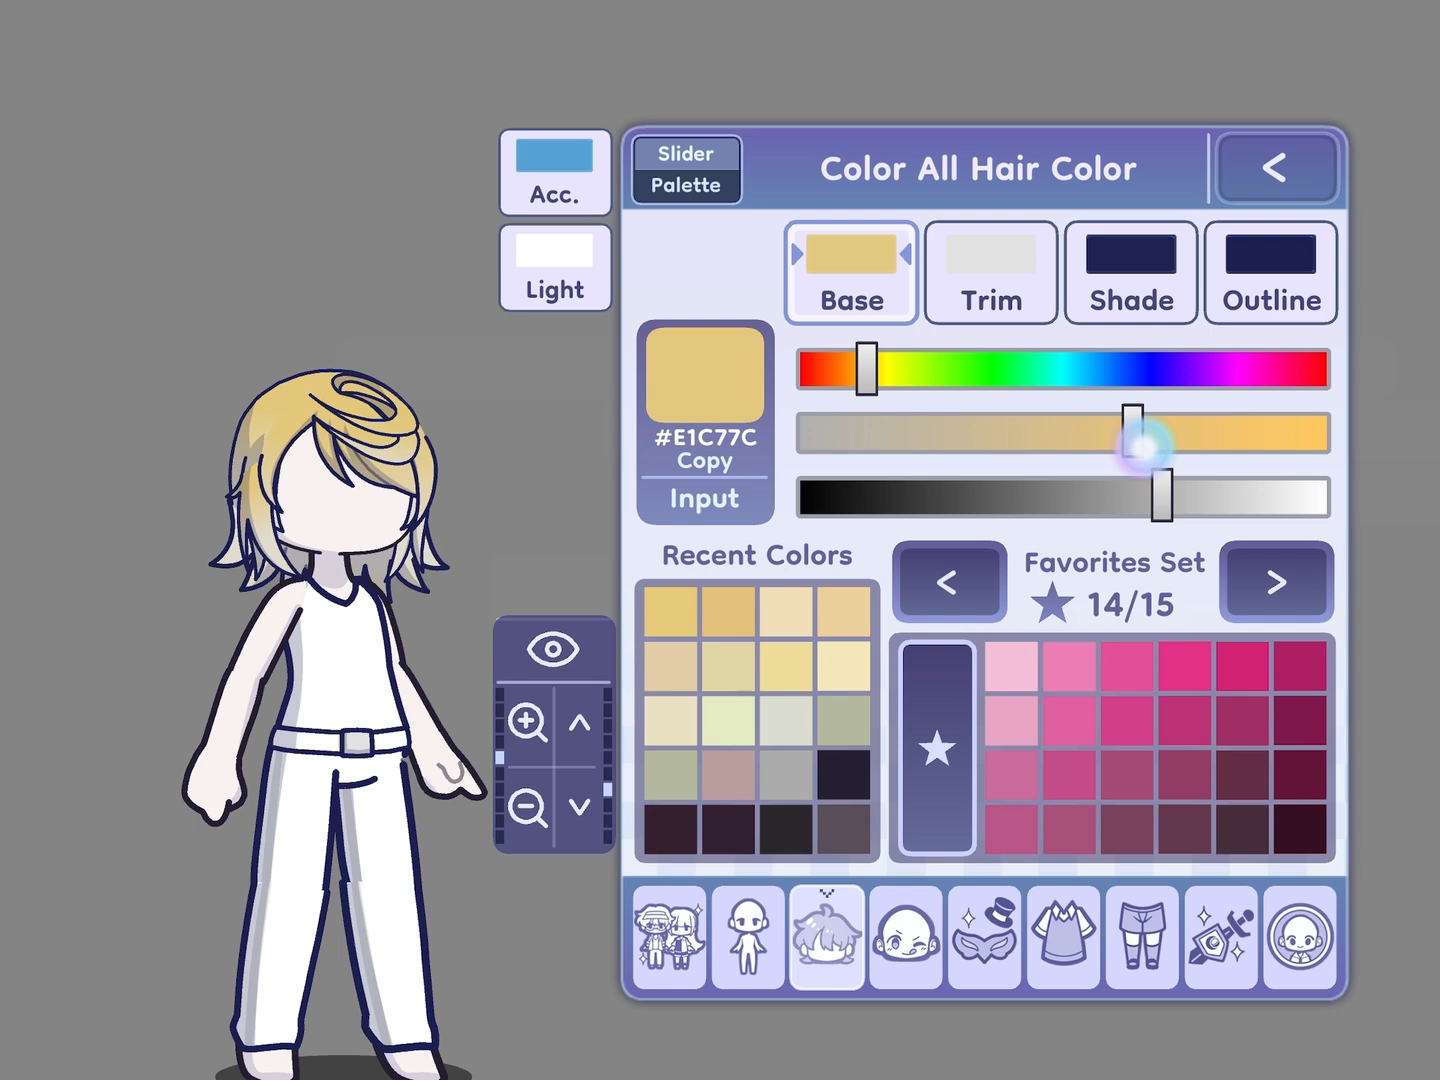 Slider
Palette
Color All Hair Color
<
Acc.
Light
Base
Trim
Shade
Outline
#E1C77C
Copy
Input
Recent Colors
<
Favorites Set
14/15
>